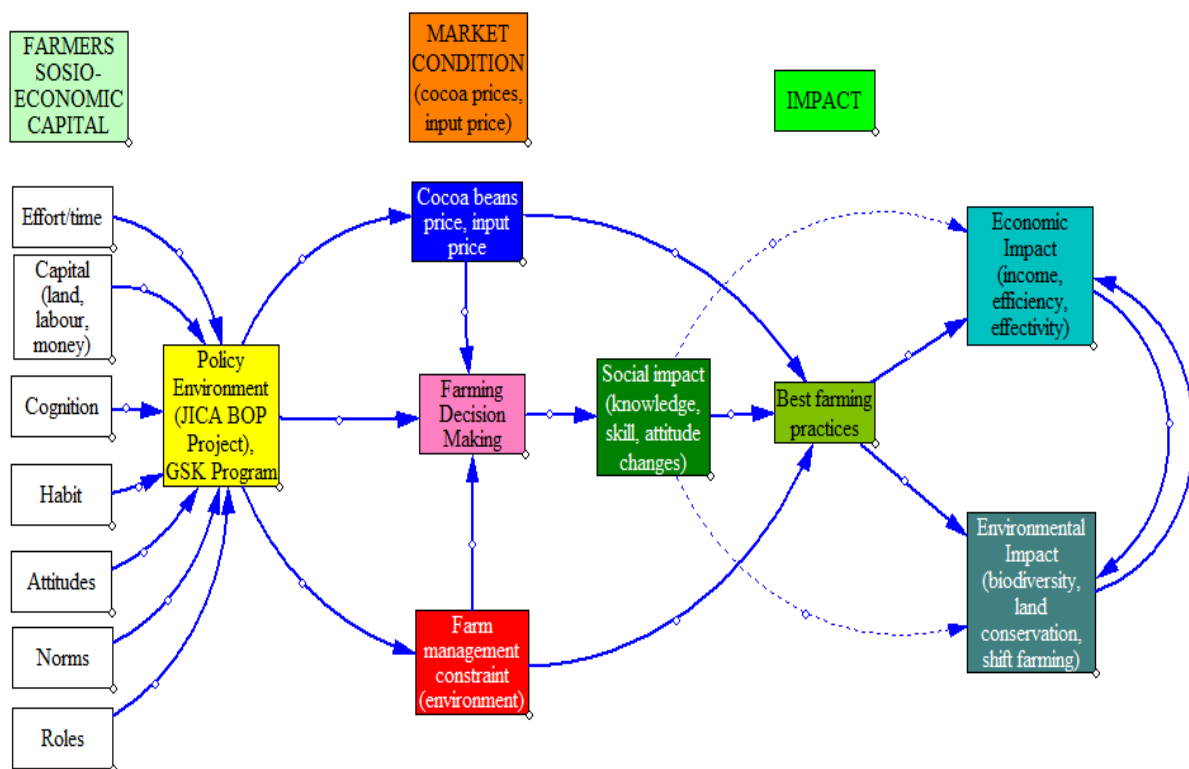 FARMERS
SOSIO-
ECONOMIC
CAPITAL
MARKET
CONDITION
(cocoa prices,
input price)
IMPACT
Effort/time
Capital
(land,
labour,
money)
Cognition
Habit
Attitudes
Norms
Roles
Policy
Environment
(JICA BOP
Project),
GSK Program
Cocoa beans
price, input
price
Farming
Decision
Making
Farm
management
constraint
(environment)
Social impact
(knowledge,
skill, attitude
changes)
Best farming
practices
Economic
Impact
(income,
efficiency,
effectivity)
Environmental
Impact
(biodiversity,
land
conservation,
shift farming)